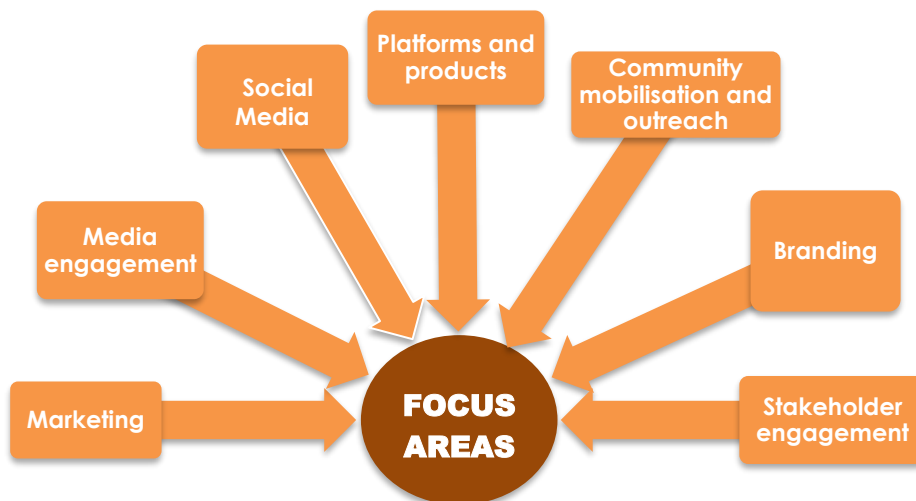 Platforms and
products
Social
Media
Community
mobilisation and
outreach
Media
engagement
Branding
Marketing
FOCUS
AREAS
Stakeholder
engagement